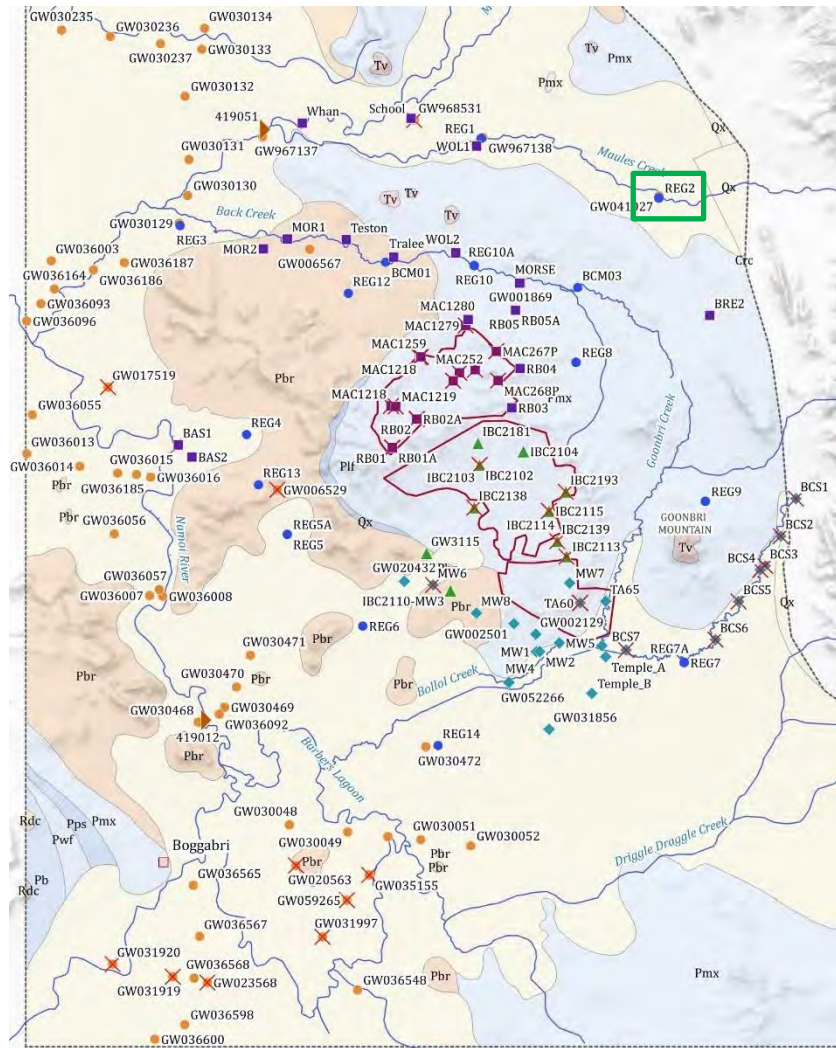 GW030235
GW030236
GW030134
GW030237
GW030133
Tv
Tv
Pmx
GW030132
Pmx
419051
Whan
School
GW968531
REG1
Qx
GW967137
WOL1
GW967138
GW030131
Maules Creek
REG2
Qx
GW030130
GW041027
Tv
Tv
Back Creek
GW030129
REG3
MOR1
Teston
WOL2
MOR2
Tralee
REG10A
GW036003
GW006567
BCM01
REG10
MORSE
BCM03
Crc
GW036164
GW036187
GW036186
REG12
GW001869
GW036093
MAC1280
RB05
RB05A
BRE2
GW036096
MAC1279
MAC1259
MAC267P
Pbr
MAC252
RB04
REG8
GW017519
MAC1218
MAC268P
Pmx
GW036055
MAC1218
MAC1219
RB03
RB02
RB02A
Goonbri Creek
BAS1
REG4
IBC2181
GW036013
BAS2
RB01
RB01A
IBC2104
GW036014
GW036015
Plf
IBC2103
IBC2102
Pbr
GW036185
GW036016
REG13
GW006529
IBC2193
BCS1
Pbr
IBC2138
IBC2115
REG9
GW036056
REG5A
Qx
IBC2114
IBC2139
GOONBRI
MOUNTAIN
BCS2
REG5
IBC2113
Tv
Namoi River
GW3115
BCS4
BCS3
GW036057
MW6
MW7
GW036007
GW036008
IBC2110-MW3
Pbr
MW8
TA60
TA65
BCS5
Qx
GW002129
REG6
GW002501
BCS6
GW030471
Pbr
MW1
MW5
BCS7
REG7A
MW2
Temple_A
REG7
Pbr
GW030470
Pbr
MW4
Bollol Creek
Temple_B
GW030468
GW030469
Pbr
GW052266
GW036092
GW031856
419012
REG14
Pbr
GW030472
Barbers Lagoon
Rdc
Pps
Pmx
Pwf
GW030048
GW030051
GW030052
Boggabri
GW030049
Driggle Draggle Creek
Rdc
Pb
Pbr
Pbr
Pbr
GW036565
GW020563
GW035155
GW059265
GW036567
GW031997
GW031920
GW036568
GW031919
GW023568
GW036548
Pbr
Pmx
GW036598
GW036600